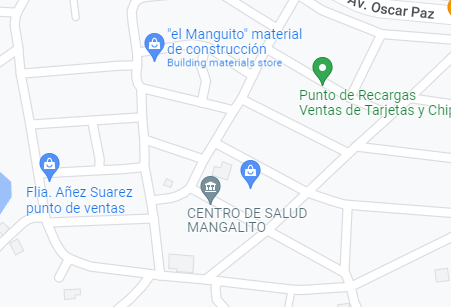 Av. Oscar Paz
"el Manguito" material
de construcción
Building materials store
Punto de Recargas
Ventas de Tarjetas y Chip
Flia. Añez Suarez
punto de ventas
CENTRO DE SALUD
MANGALITO